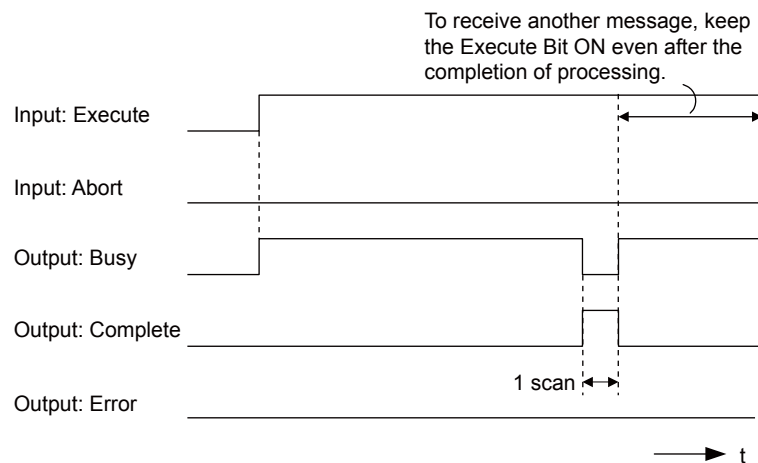 To receive another message, keep
the Execute Bit ON even after the
completion of processing.
Input: Execute
Input: Abort
Output: Busy
Output: Complete
1 scan
Output: Error
t